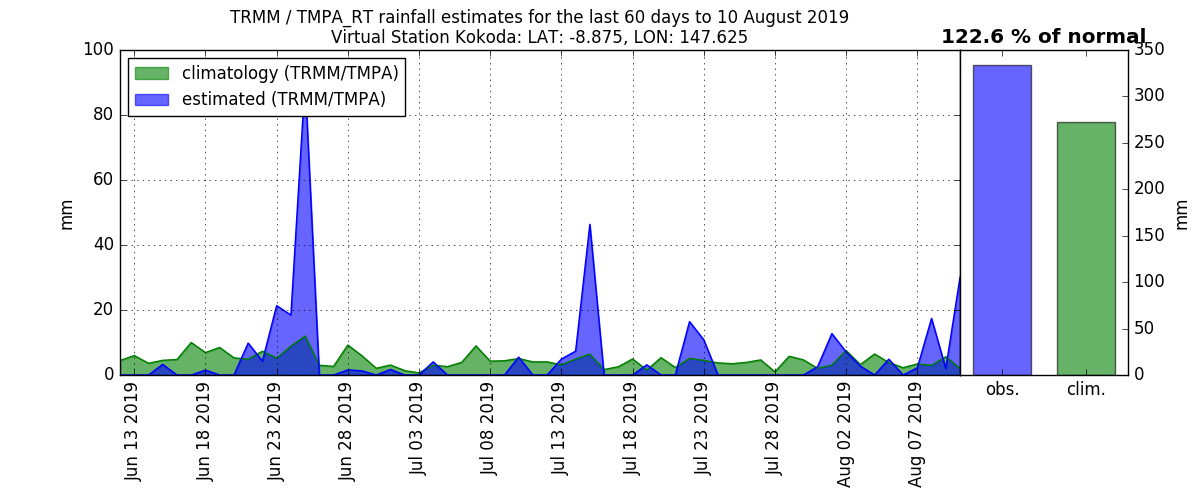 TRMM / TMPA_RT rainfall estimates for the last 60 days to 10 August 2019
Virtual Station Kokoda: LAT: -8.875, LON: 147.625
122.6 % of normal
climatology (TRMM/TMPA)
estimated (TRMM/TMPA)
100
80
60
40
20
0
mm
Jun 13 2019
Jun 18 2019
Jun 23 2019
Jun 28 2019
Jul 03 2019
Jul 08 2019
Jul 13 2019
Jul 18 2019
Jul 23 2019
Jul 28 2019
Aug 02 2019
Aug 07 2019
obs.
clim.
350
300
250
200
150
100
50
0
mm